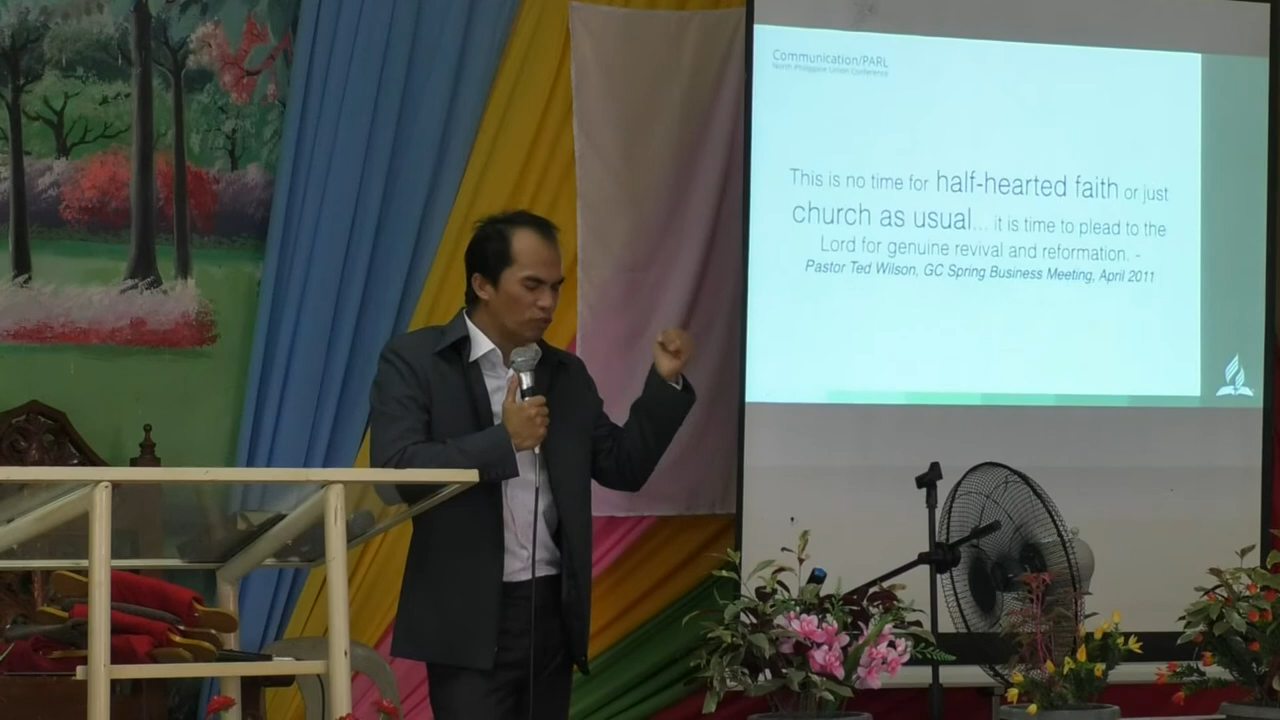 Communication/PARL
North Philippine Union Conference
This is no time for half-hearted faith or just
church as usual... it is time to plead to the
Lord for genuine revival and reformation. -
Pastor Ted Wilson, GC Spring Business Meeting, April 2011